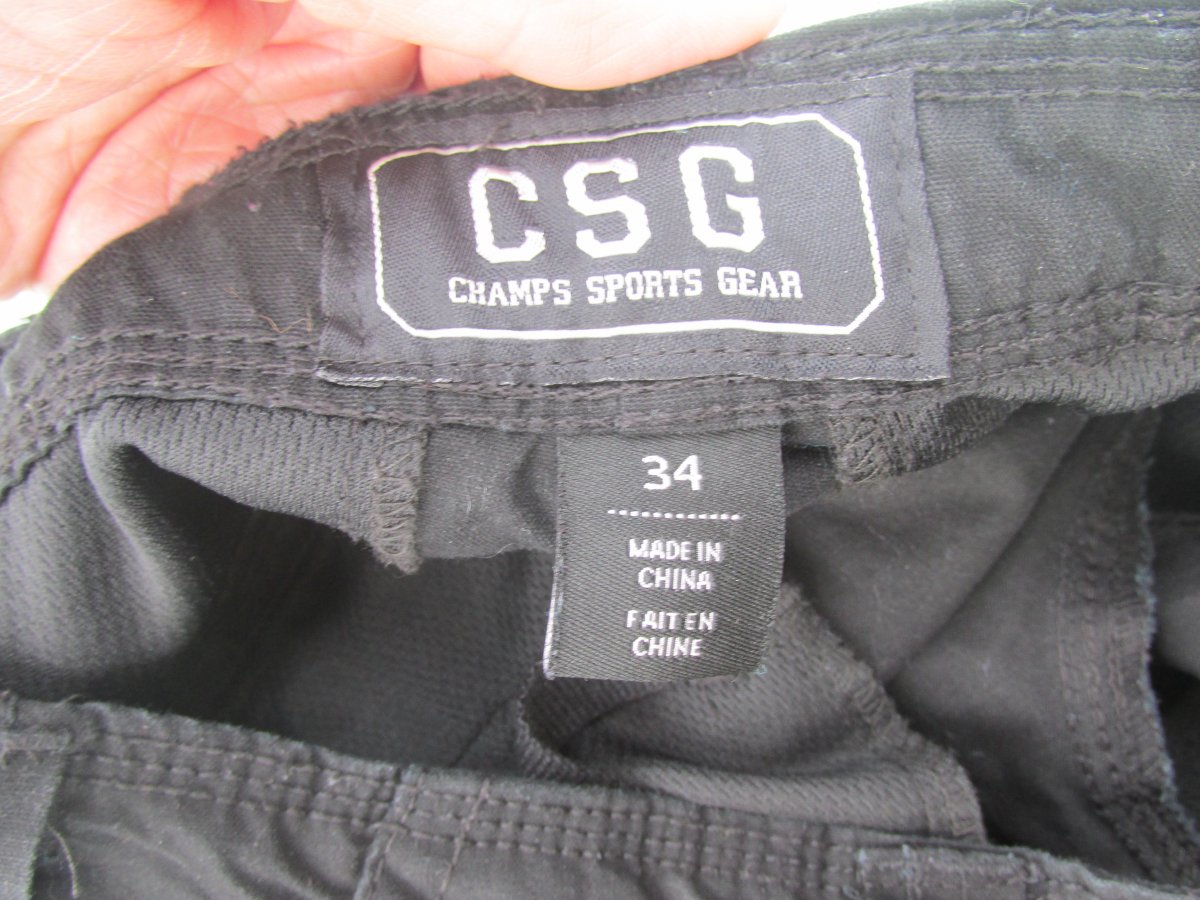 CSG
CHAMPS SPORTS GEAR
34
MADE IN
CHINA
FAIT EN
CHINE